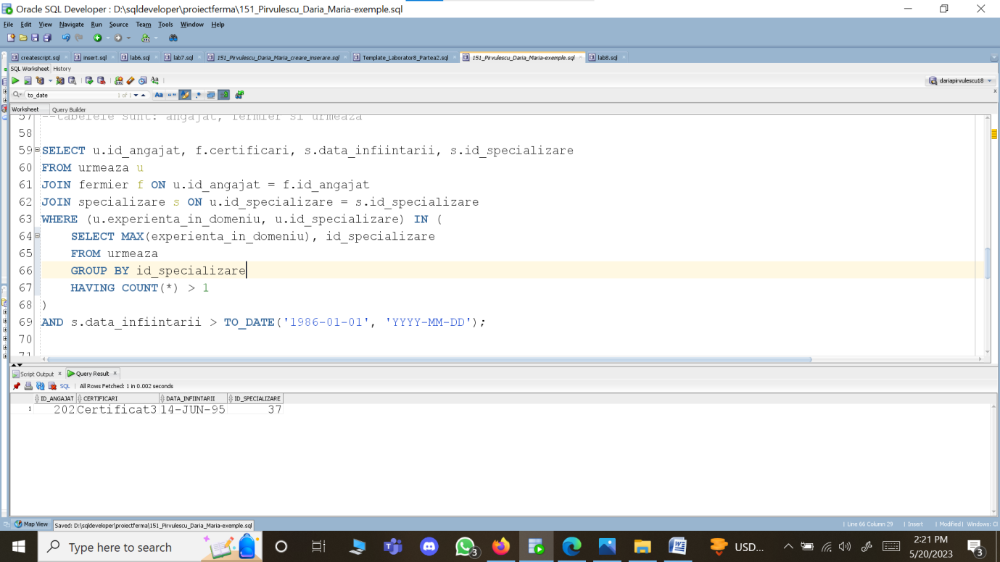 Oracle SQL Developer : D:\sqldeveloper\proiectferma\151_Pirvulescu_Daria_Maria-exemple.sql
File Edit View Navigate Run Source Team Tools Window Help
createscript.sql insert.sql lab6.sql lab7.sql 151_Pirvulescu_Daria_Maria_creare_inserare.sql Template_Laborator8_Partea2.sql 151_Pirvulescu_Daria_Maria-exemple.sql lab8.sql
SQL Worksheet History
dariapirvulescu18
to_date 1 of 1
Worksheet Query Builder
57 --tabelele sunt: angajat, fermier si urmeaza
58
59 SELECT u.id_angajat, f.certificari, s.data_infiintarii, s.id_specializare
60 FROM urmeaza u
61 JOIN fermier f ON u.id_angajat = f.id_angajat
62 JOIN specializare s ON u.id_specializare = s.id_specializare
63 WHERE (u.experienta_in_domeniu, u.id_specializare) IN (
64 SELECT MAX(experienta_in_domeniu), id_specializare
65 FROM urmeaza
66 GROUP BY id_specializare
67 HAVING COUNT(*) > 1
68 )
69 AND s.data_infiintarii > TO_DATE('1986-01-01', 'YYYY-MM-DD');
70
71
Script Output Query Result
SQL All Rows Fetched: 1 in 0.002 seconds
ID_ANGAJAT CERTIFICARI DATA_INFIINTARII ID_SPECIALIZARE
1 202 Certificat3 14-JUN-95 37
Map View Saved: D:\sqldeveloper\proiectferma\151_Pirvulescu_Daria_Maria-exemple.sql Line 66 Column 29 Insert Modified Windows: C
Type here to search 3 USD... 2:21 PM
5/20/2023 3